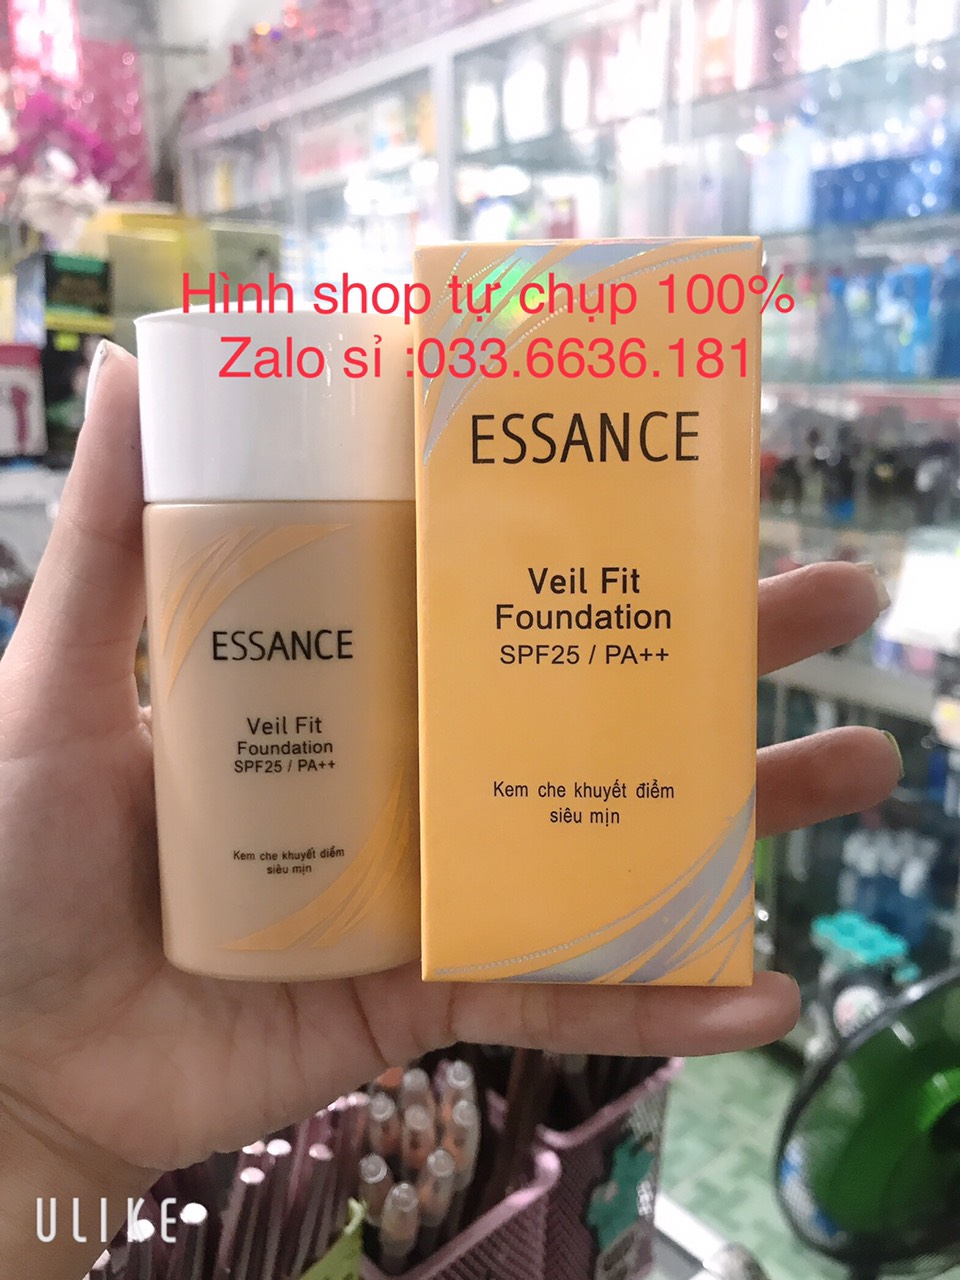 Hình shop tự chụp 100%
Zalo sỉ :033.6636.181
ESSANCE
Veil Fit
Foundation
SPF25 / PA++
Kem che khuyết điểm
siêu mịn
ESSANCE
Veil Fit
Foundation
SPF25 / PA++
Kem che khuyết điểm
siêu mịn
ULIKE